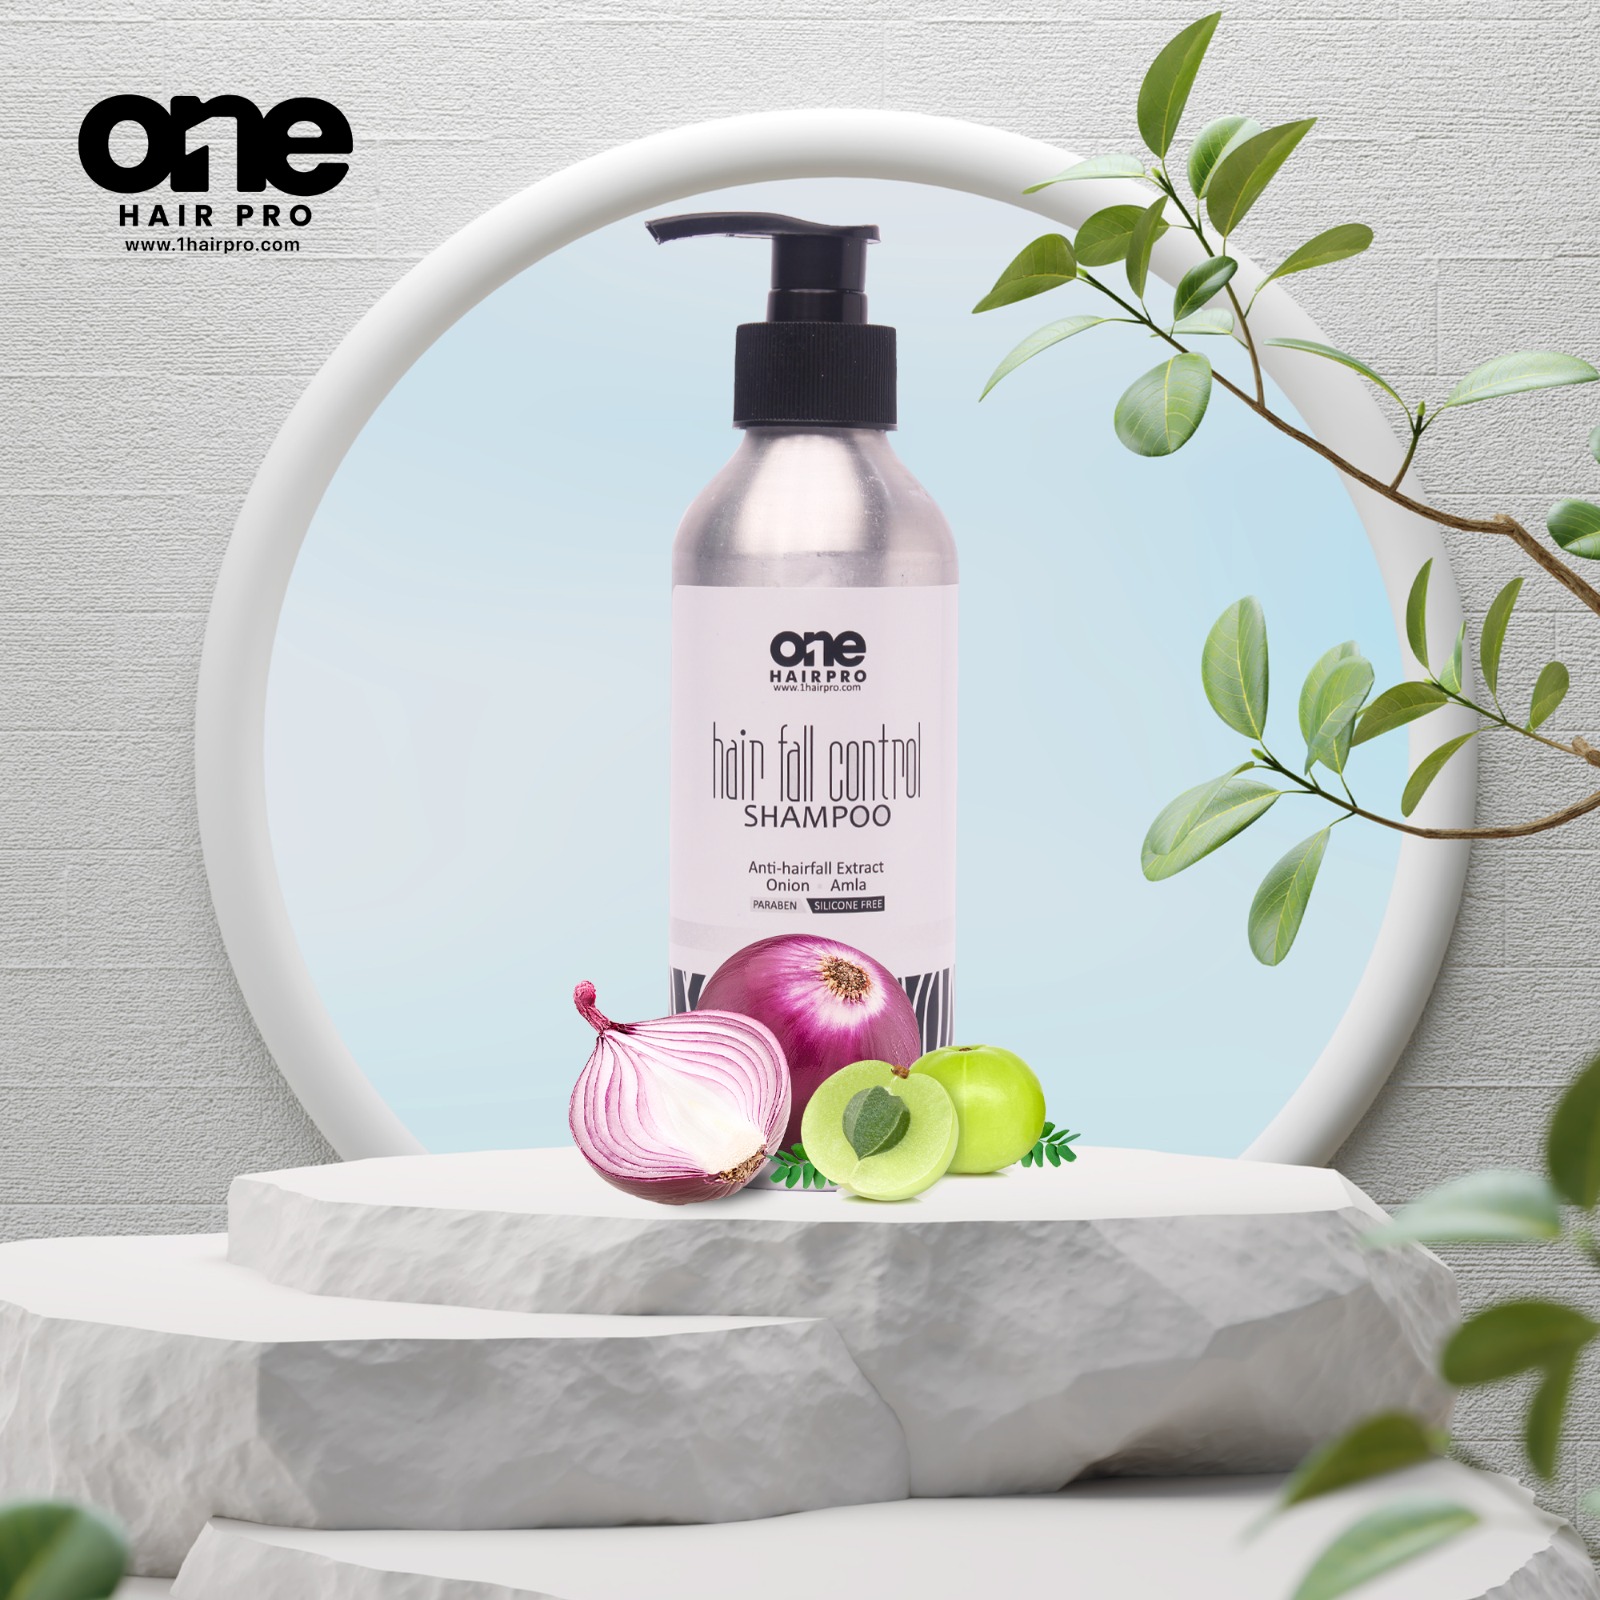 one
HAIR PRO
www.1hairpro.com
one
HAIRPRO
www.1hairpro.com
hair fall control
SHAMPOO
Anti-hairfall Extract
Onion • Amla
PARABEN SILICONE FREE